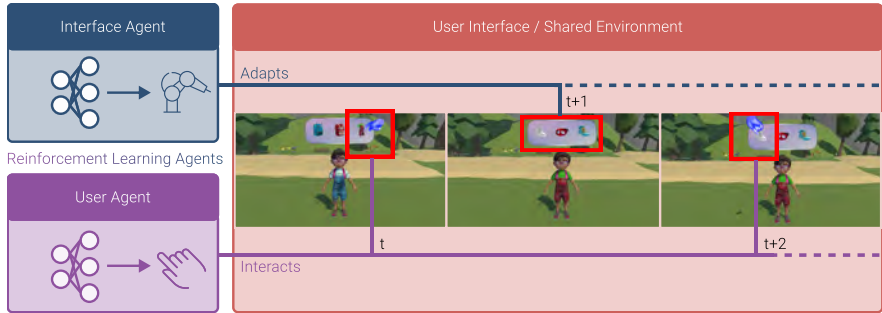 Interface Agent
User Interface / Shared Environment
Adapts
t+1
Reinforcement Learning Agents
User Agent
t
t+2
Interacts